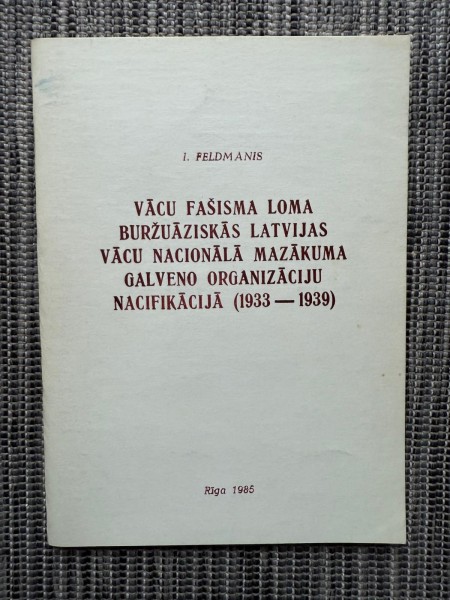 I. FELDMANIS
VĀCU FAŠISMA LOMA
BURŽUĀZISKĀS LATVIJAS
VĀCU NACIONĀLĀ MAZĀKUMA
GALVENO ORGANIZĀCIJU
NACIFIKĀCIJĀ (1933 — 1939)
Rīga 1985